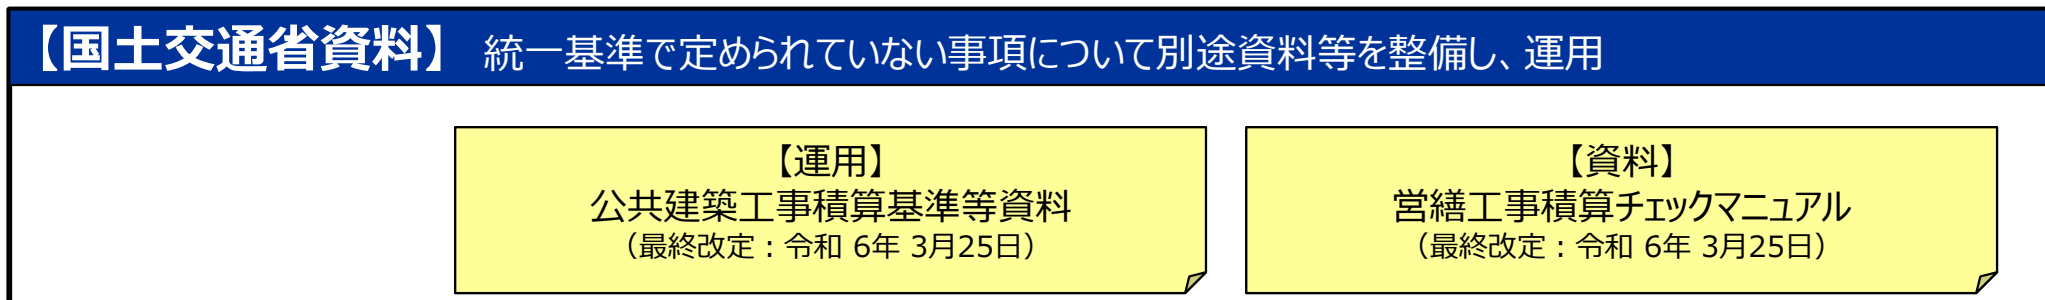 【国土交通省資料】 統一基準で定められていない事項について別途資料等を整備し、運用
【運用】
公共建築工事積算基準等資料
（最終改定：令和 6年 3月25日）
【資料】
営繕工事積算チェックマニュアル
（最終改定：令和 6年 3月25日）